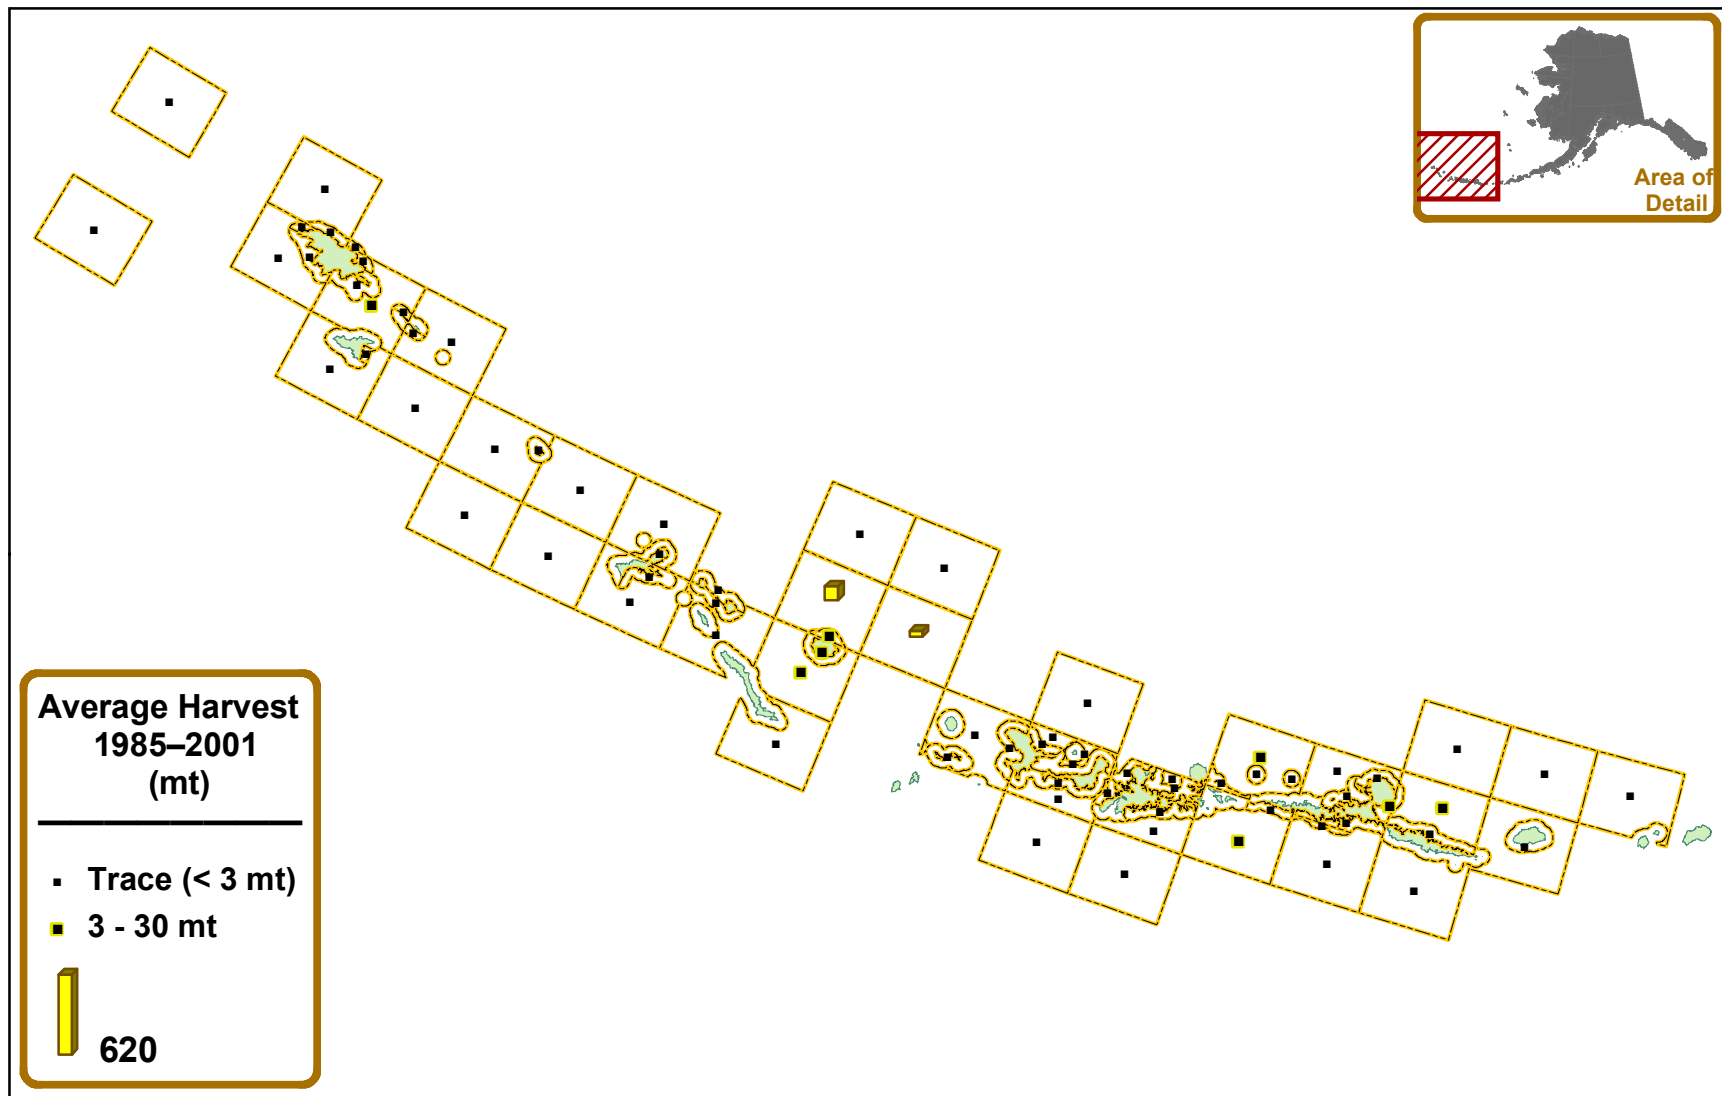 Area of
Detail
Average Harvest
1985–2001
(mt)
Trace (< 3 mt)
3 - 30 mt
620